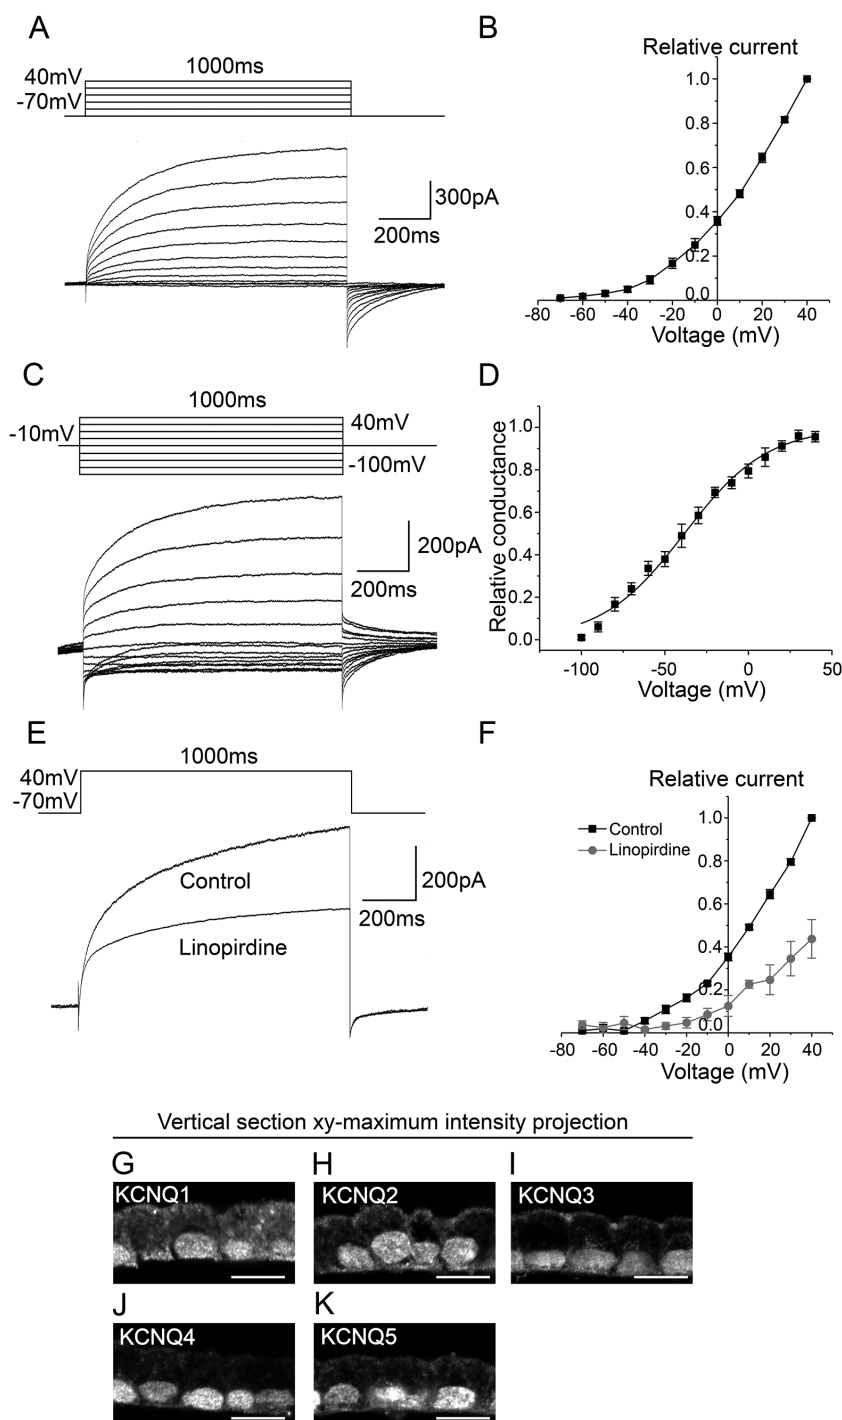 A
1000ms
40mV
-70mV
300pA
200ms
B
Relative current
1.0
0.8
0.6
0.4
0.2
0.0
-80 -60 -40 -20 0 20 40
Voltage (mV)
C
1000ms
-10mV
40mV
-100mV
200pA
200ms
D
Relative conductance
1.0
0.8
0.6
0.4
0.2
0.0
-100 -50 0 50
Voltage (mV)
E
1000ms
40mV
-70mV
Control
Linopirdine
200pA
200ms
F
Relative current
Control
Linopirdine
1.0
0.8
0.6
0.4
0.2
0.0
-80 -60 -40 -20 0 20 40
Voltage (mV)
Vertical section xy-maximum intensity projection
G
KCNQ1
H
KCNQ2
I
KCNQ3
J
KCNQ4
K
KCNQ5